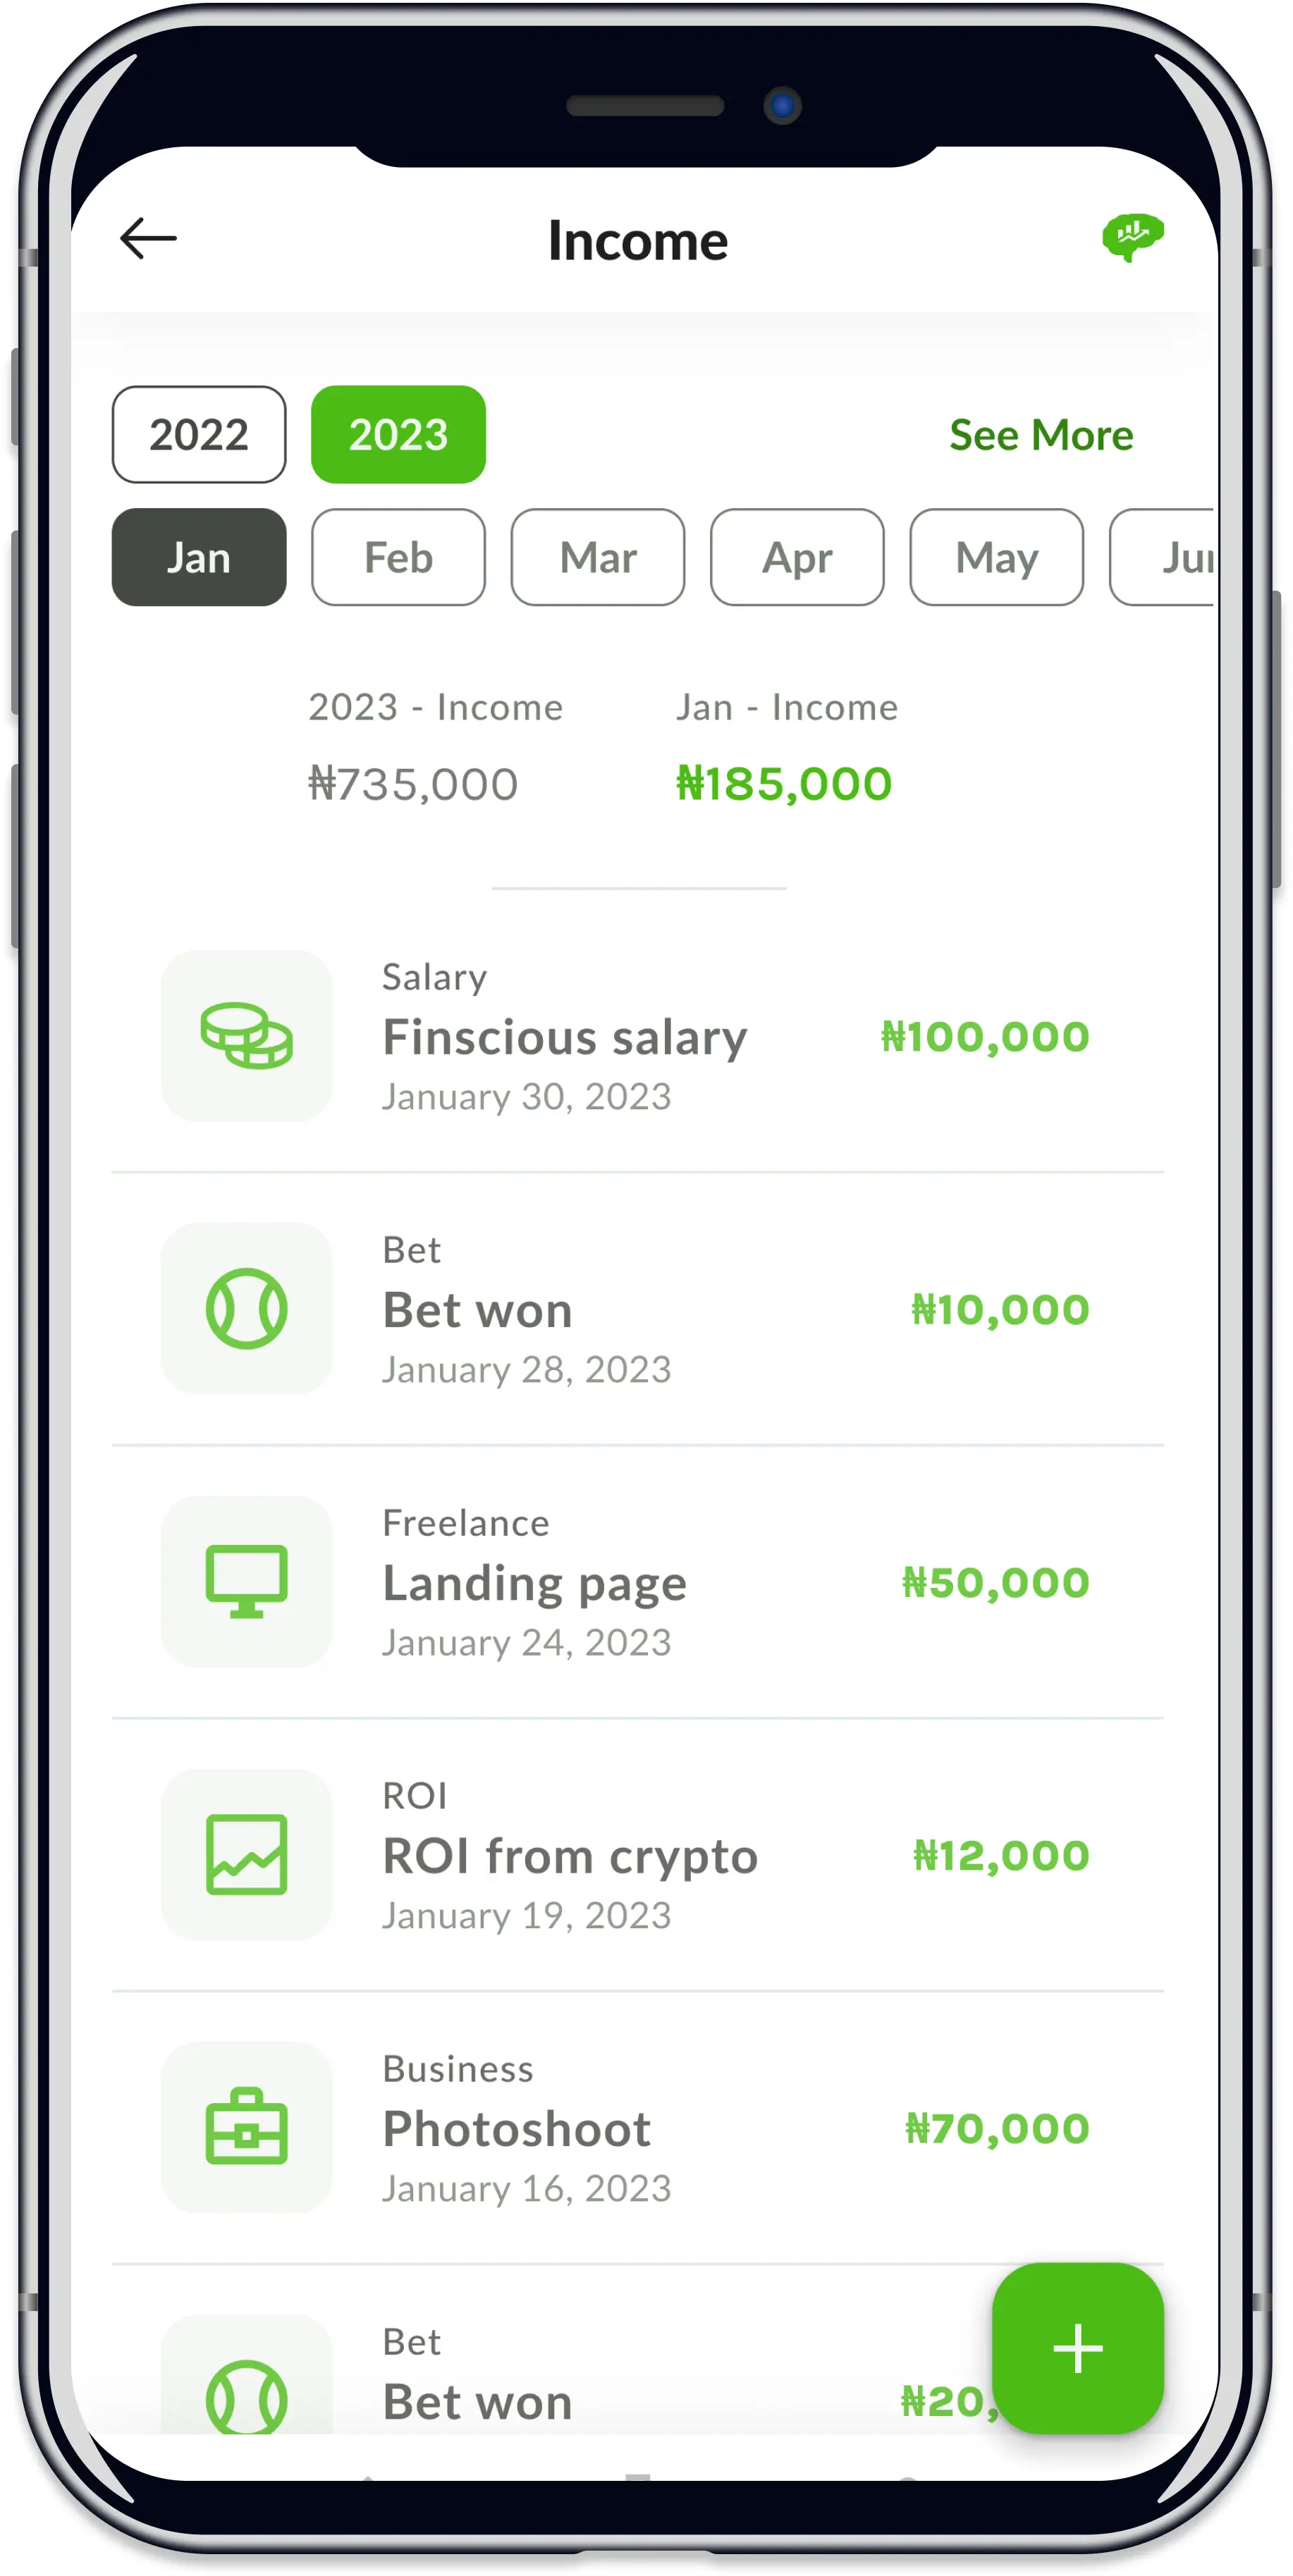 Income
2022 2023 See More
Jan Feb Mar Apr May
2023 - Income Jan - Income
₦735,000 ₦185,000
Salary
Finscious salary ₦100,000
January 30, 2023
Bet
Bet won ₦10,000
January 28, 2023
Freelance
Landing page ₦50,000
January 24, 2023
ROI
ROI from crypto ₦12,000
January 19, 2023
Business
Photoshoot ₦70,000
January 16, 2023
Bet
Bet won ₦20,